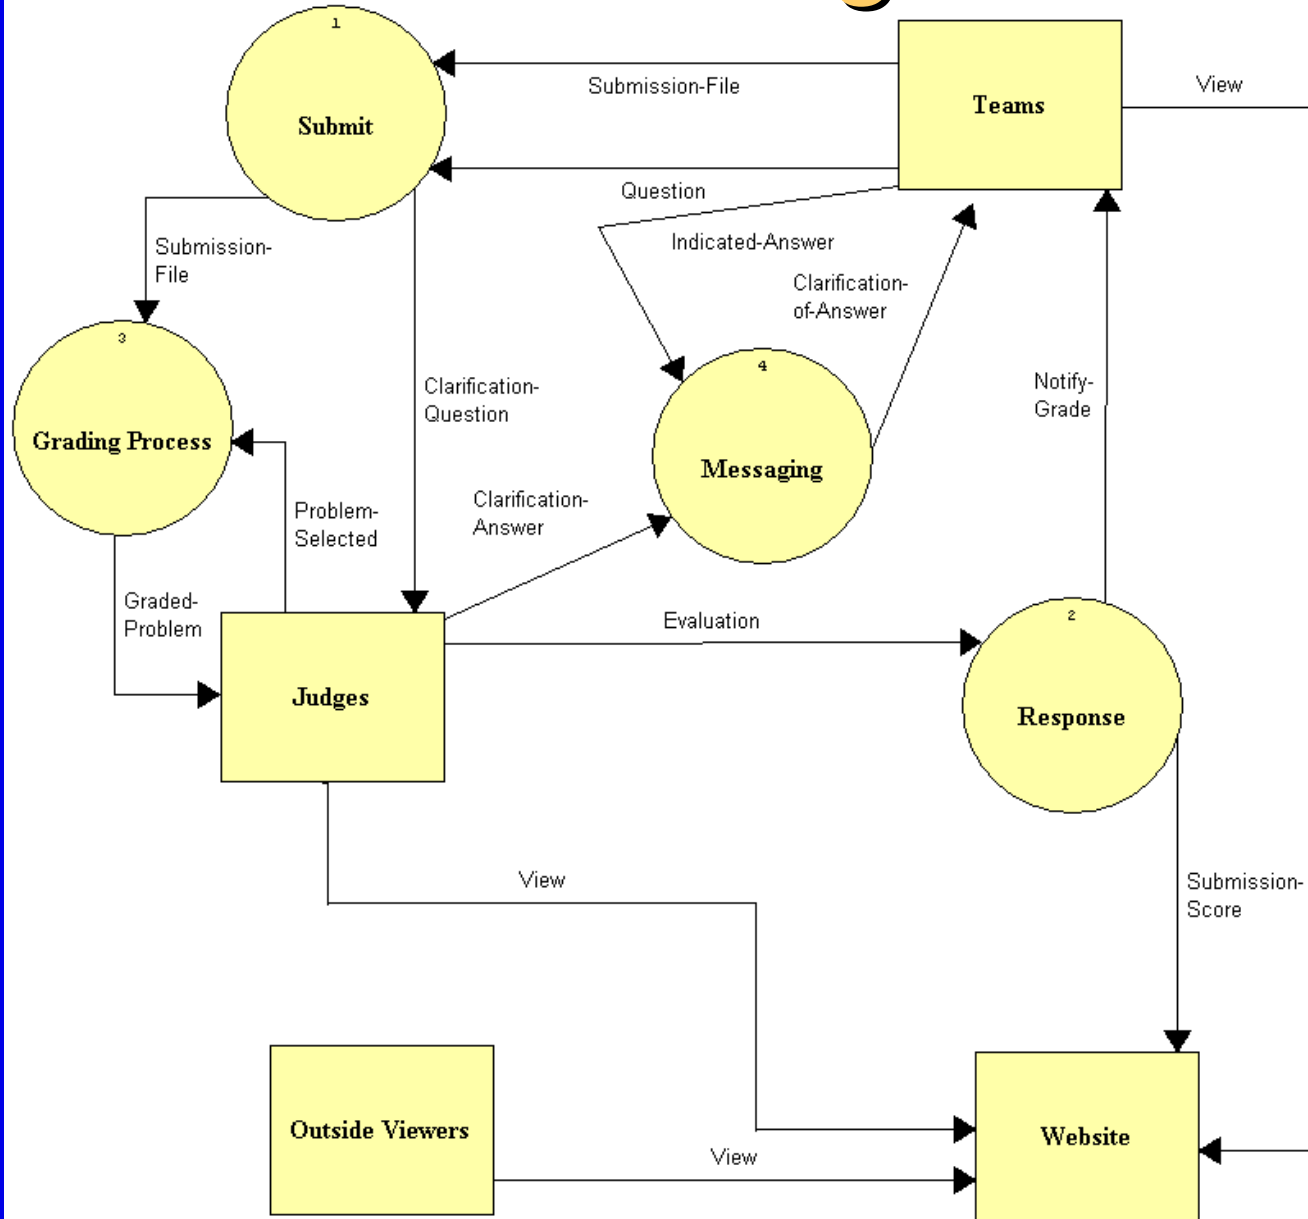 1
Submit
Submission-File
Teams
View
Question
Indicated-Answer
Submission-
File
Clarification-
of-Answer
3
Grading Process
Clarification-
Question
4
Messaging
Notify-
Grade
Problem-
Selected
Clarification-
Answer
Graded-
Problem
Judges
Evaluation
2
Response
View
Submission-
Score
Outside Viewers
View
Website